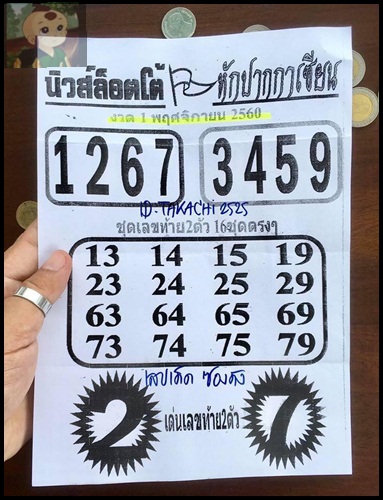 นิวส์ล็อตโต้ หักปากกาเซียน
งวด 1 พฤศจิกายน 2560
1267 3459
ID-TAKACHI2525
ชุดเลขท้าย2ตัว 16ชุดตรงๆ
13 14 15 19
23 24 25 29
63 64 65 69
73 74 75 79
เลขเด็ด ซองดัง
2 เด่นเลขท้าย2ตัว 7